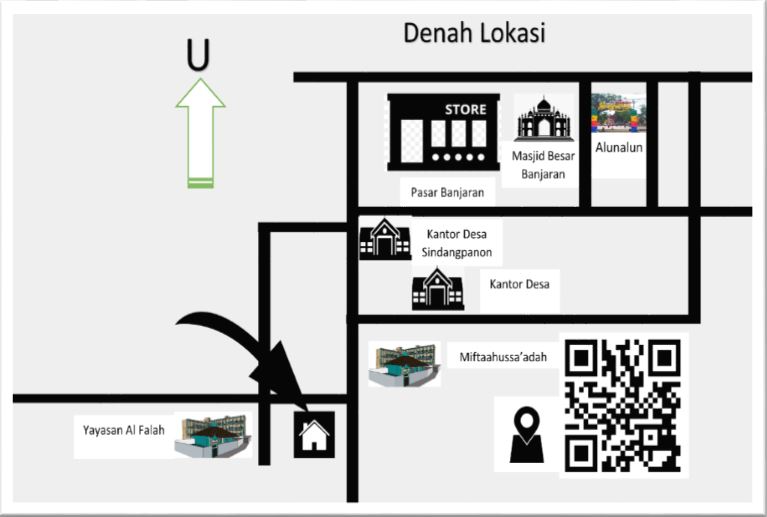 Denah Lokasi
U
STORE
Pasar Banjaran
Masjid Besar
Banjaran
Alunalun
Kantor Desa
Sindangpanon
Kantor Desa
Miftaahussa'adah
Yayasan Al Falah